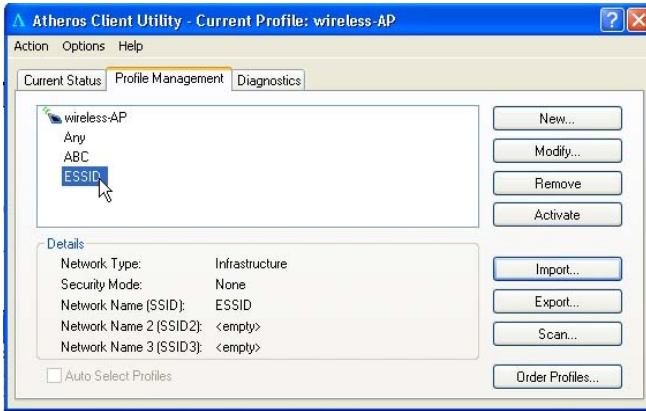 Atheros Client Utility - Current Profile: wireless-AP
Action Options Help
Current Status Profile Management Diagnostics
wireless-AP
Any
ABC
ESSID
New...
Modify...
Remove
Activate
Details
Network Type: Infrastructure
Security Mode: None
Network Name (SSID): ESSID
Network Name 2 (SSID2): <empty>
Network Name 3 (SSID3): <empty>
Auto Select Profiles
Import...
Export...
Scan...
Order Profiles...